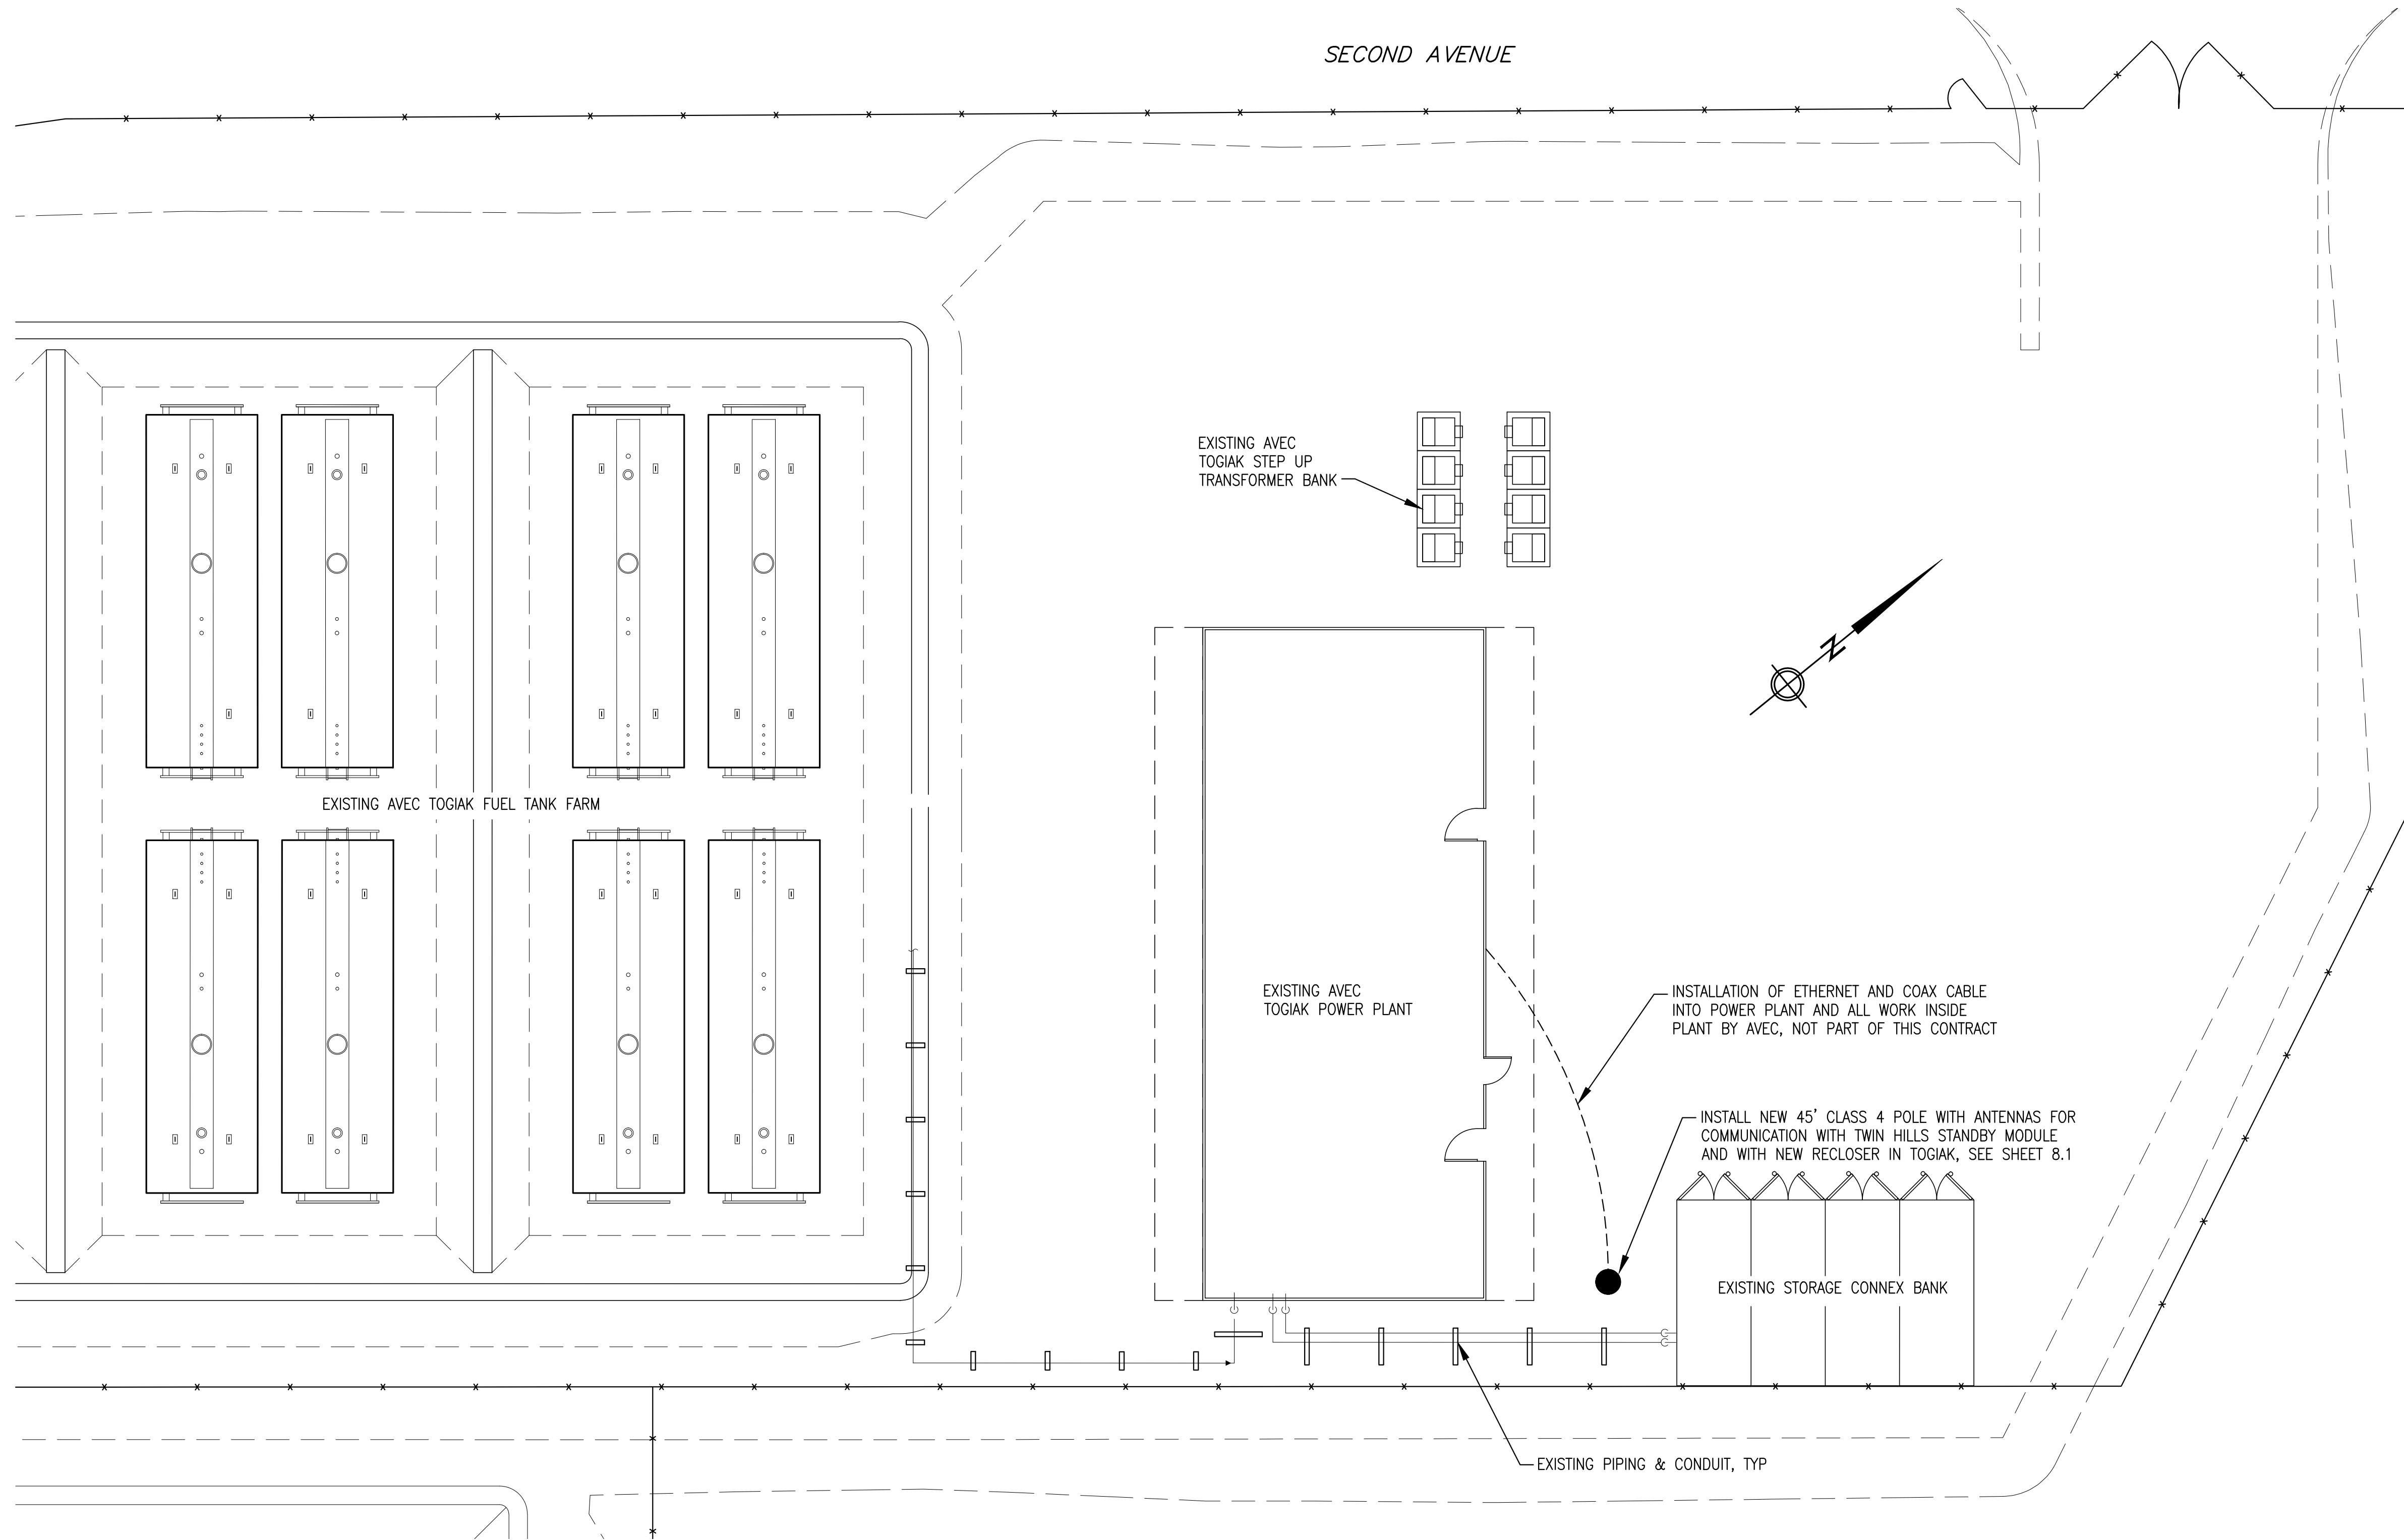 SECOND AVENUE
EXISTING AVEC
TOGIAK STEP UP
TRANSFORMER BANK
N
EXISTING AVEC TOGIAK FUEL TANK FARM
EXISTING AVEC
TOGIAK POWER PLANT
INSTALLATION OF ETHERNET AND COAX CABLE
INTO POWER PLANT AND ALL WORK INSIDE
PLANT BY AVEC, NOT PART OF THIS CONTRACT
INSTALL NEW 45' CLASS 4 POLE WITH ANTENNAS FOR
COMMUNICATION WITH TWIN HILLS STANDBY MODULE
AND WITH NEW RECLOSER IN TOGIAK, SEE SHEET 8.1
EXISTING STORAGE CONNEX BANK
EXISTING PIPING & CONDUIT, TYP